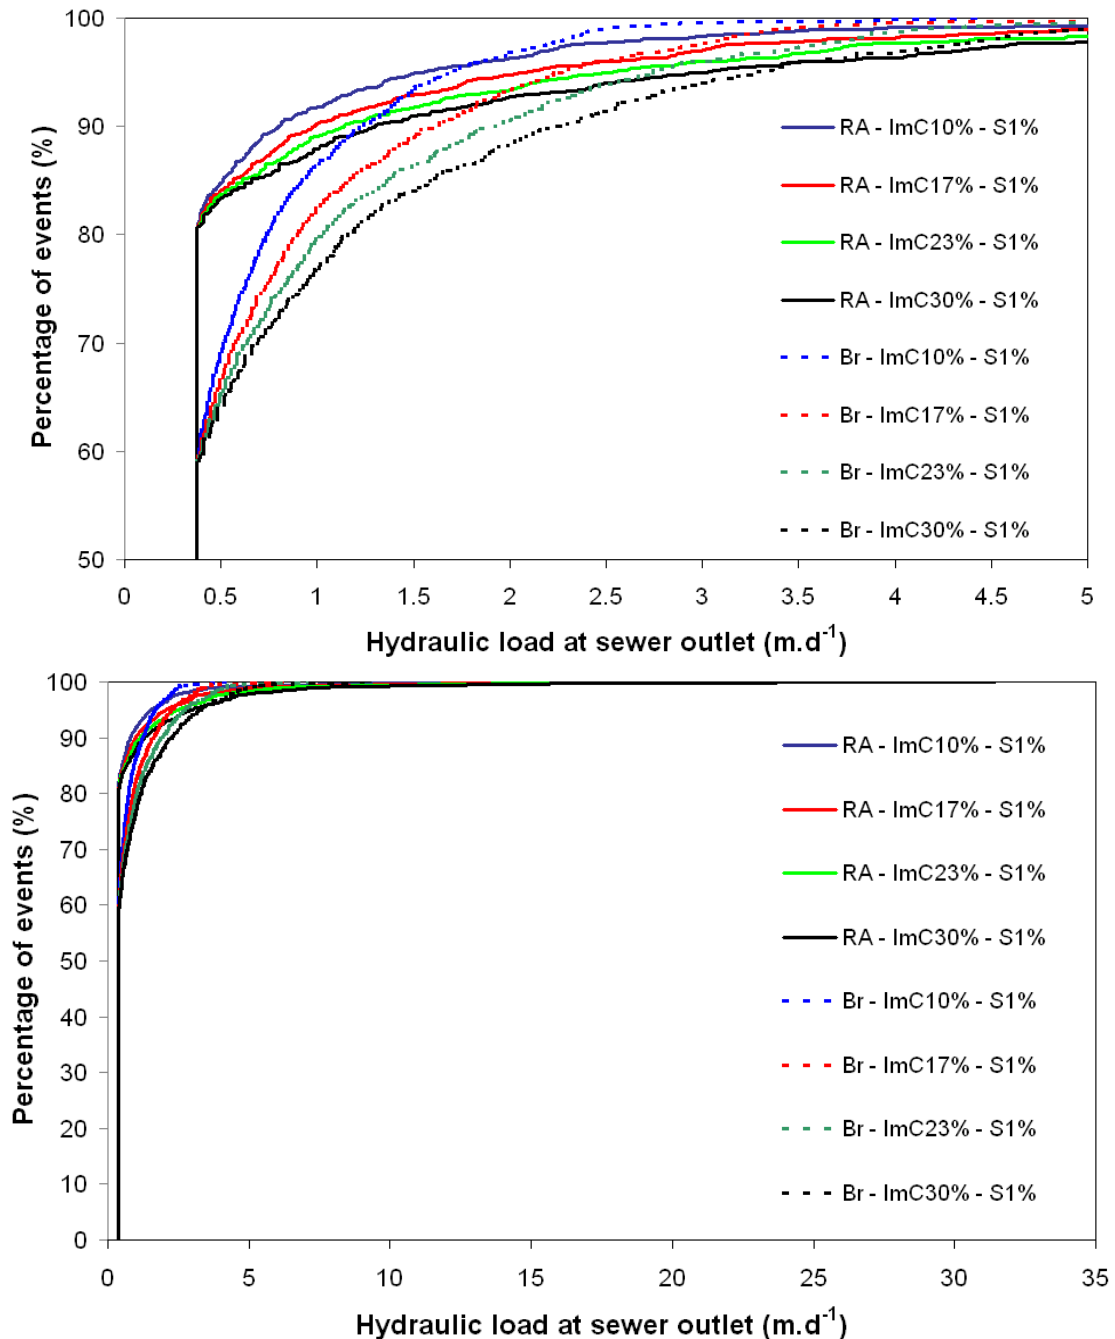 100
90
80
70
60
50
Percentage of events (%)
RA - ImC10% - S1%
RA - ImC17% - S1%
RA - ImC23% - S1%
RA - ImC30% - S1%
Br - ImC10% - S1%
Br - ImC17% - S1%
Br - ImC23% - S1%
Br - ImC30% - S1%
0 0.5 1 1.5 2 2.5 3 3.5 4 4.5 5
Hydraulic load at sewer outlet (m.d⁻¹)
100
90
80
70
60
50
40
30
20
10
0
Percentage of events (%)
RA - ImC10% - S1%
RA - ImC17% - S1%
RA - ImC23% - S1%
RA - ImC30% - S1%
Br - ImC10% - S1%
Br - ImC17% - S1%
Br - ImC23% - S1%
Br - ImC30% - S1%
0 5 10 15 20 25 30 35
Hydraulic load at sewer outlet (m.d⁻¹)